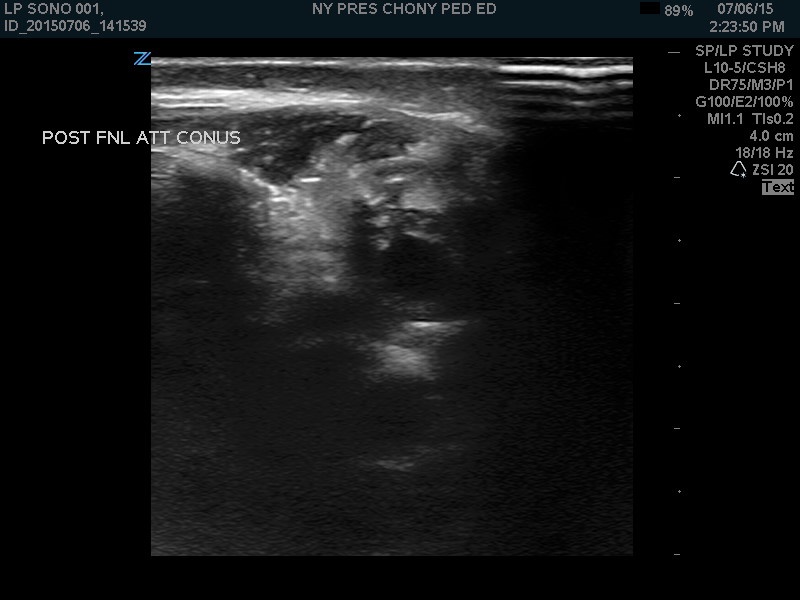 LP SONO 001,
ID_20150706_141539
NY PRES CHONY PED ED
89%
07/06/15
2:23:50 PM
SP/LP STUDY
L10-5/CSH8
DR75/M3/P1
G100/E2/100%
MI1.1 TIs0.2
4.0 cm
18/18 Hz
ZSI 20
Text
Z
POST FNL ATT CONUS